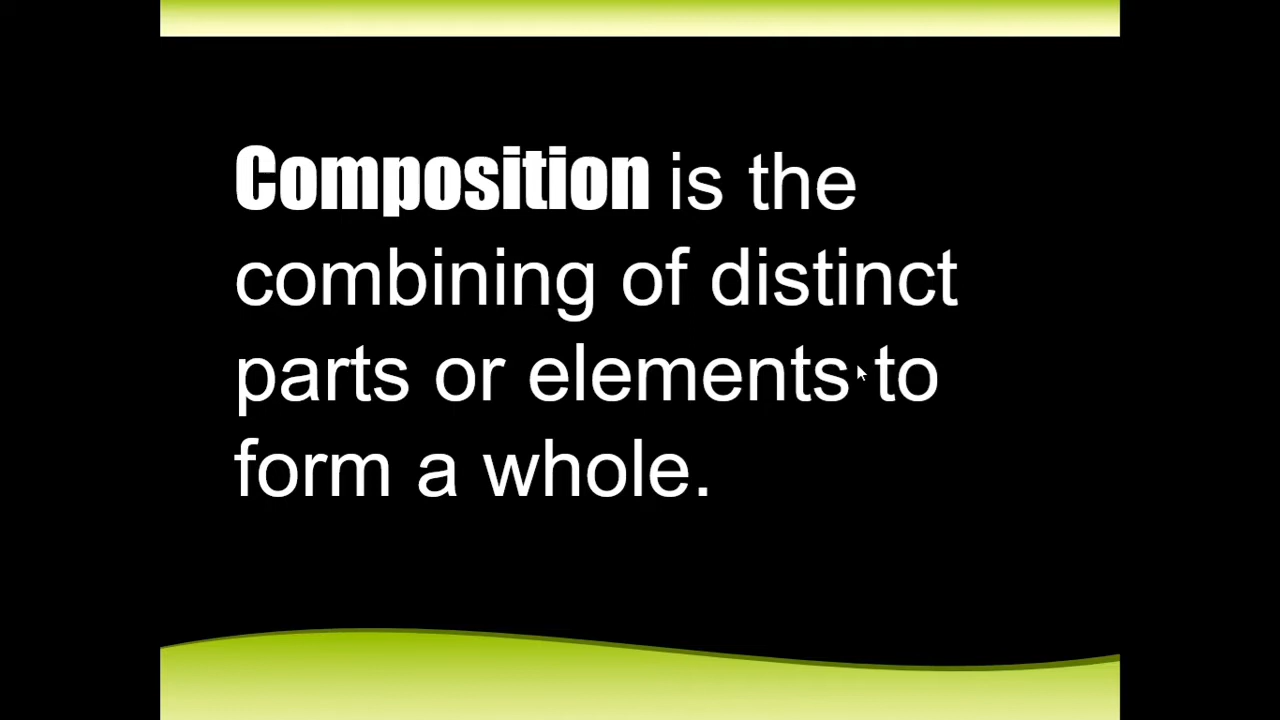 Composition is the
combining of distinct
parts or elements to
form a whole.